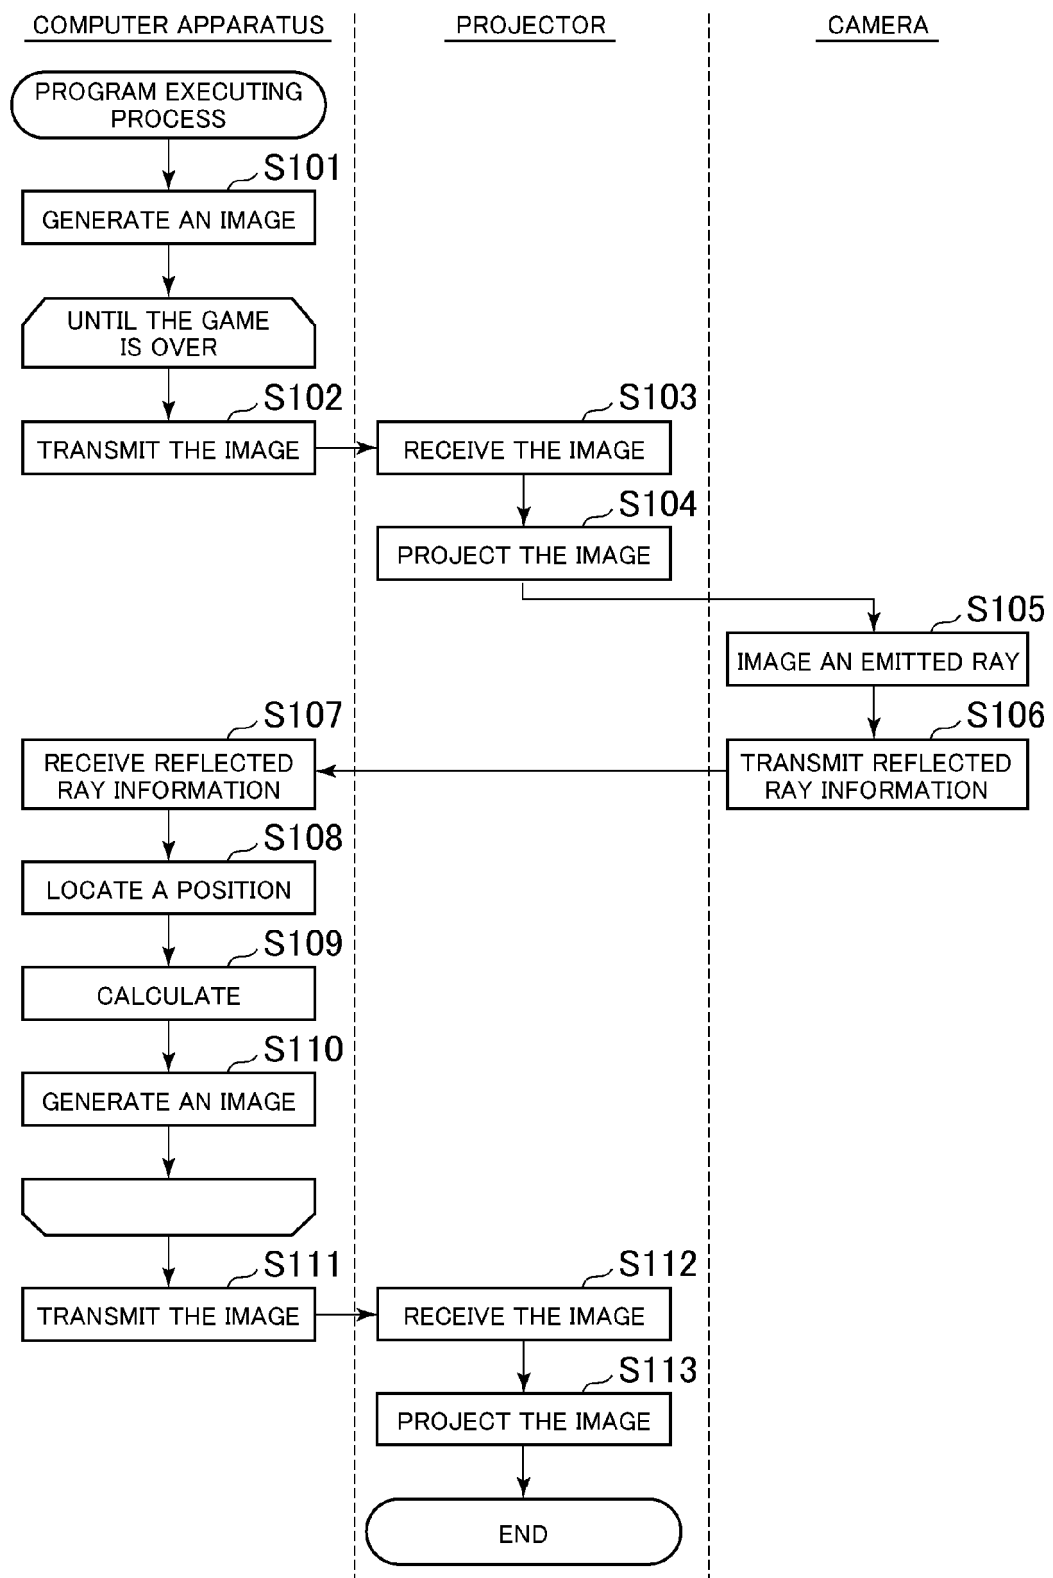 COMPUTER APPARATUS
PROJECTOR
CAMERA
PROGRAM EXECUTING
PROCESS
S101
GENERATE AN IMAGE
UNTIL THE GAME
IS OVER
S102
TRANSMIT THE IMAGE
S103
RECEIVE THE IMAGE
S104
PROJECT THE IMAGE
S105
IMAGE AN EMITTED RAY
S106
TRANSMIT REFLECTED
RAY INFORMATION
S107
RECEIVE REFLECTED
RAY INFORMATION
S108
LOCATE A POSITION
S109
CALCULATE
S110
GENERATE AN IMAGE
S111
TRANSMIT THE IMAGE
S112
RECEIVE THE IMAGE
S113
PROJECT THE IMAGE
END